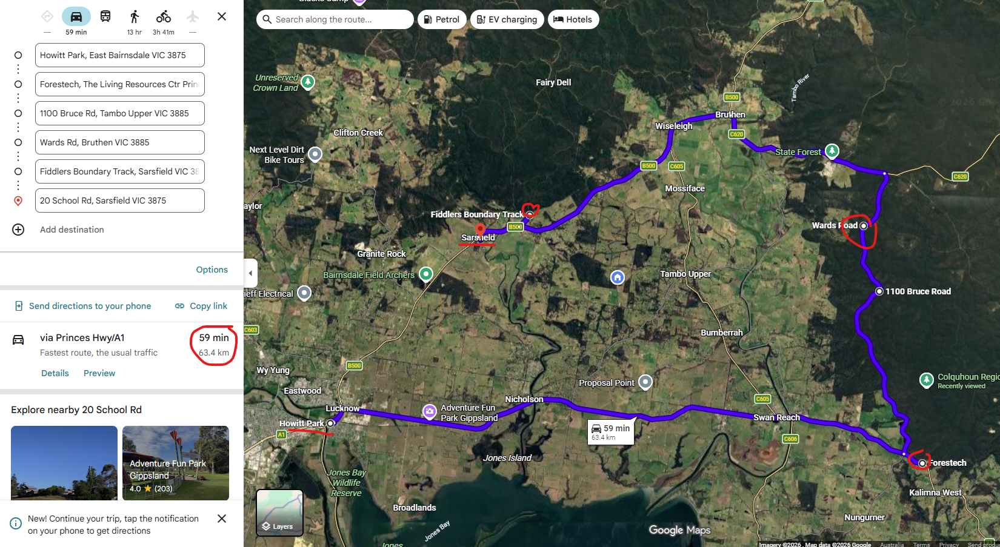 59 min
13 hr
3h 41m
Howitt Park, East Bairnsdale VIC 3875
Forestech, The Living Resources Ctr Prin
1100 Bruce Rd, Tambo Upper VIC 3885
Wards Rd, Bruthen VIC 3885
Fiddlers Boundary Track, Sarsfield VIC 38
20 School Rd, Sarsfield VIC 3875
Add destination
Options
Send directions to your phone
Copy link
via Princes Hwy/A1
59 min
Fastest route, the usual traffic
63.4 km
Details
Preview
Explore nearby 20 School Rd
Adventure Fun Park
Gippsland
4.0 ★ (203)
New! Continue your trip, tap the notification
on your phone to get directions
Search along the route...
Petrol
EV charging
Hotels
Unreserved
Crown Land
Fairy Dell
Tambo River
B500
Bruthen
Wiseleigh
C620
Clifton Creek
Next Level Dirt
Bike Tours
State Forest
B500
C605
C620
Mossiface
aylor
Fiddlers Boundary Track
B500
Wards Road
Sarsfield
Granite Rock
Bairnsdale Field Archers
Tambo Upper
ieff Electrical
1100 Bruce Road
C603
Bumberrah
B500
Wy Yung
Eastwood
Proposal Point
Colquhoun Regio
Recently viewed
Nicholson
C605
Lucknow
Adventure Fun
Park Gippsland
Swan Reach
Howitt Park
A1
59 min
63.4 km
C606
Jones Island
Forestech
Jones Bay
Wildlife
Reserve
Kalimna West
Broadlands
Nungurner
Layers
Jones Bay
Google Maps
Jones
Imagery ©2026 , Map data ©2026 Google
Australia
Terms
Privacy
Send produ